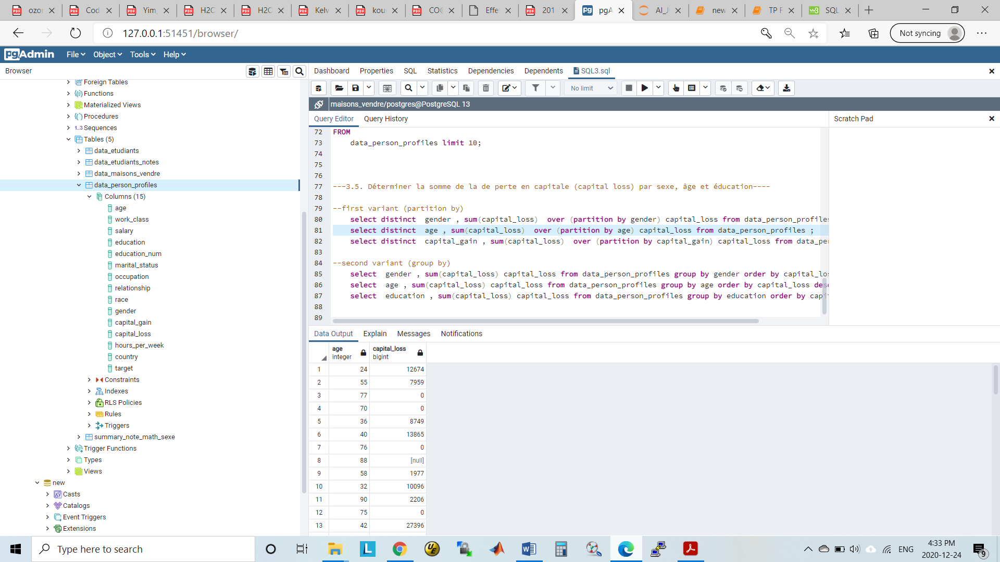 ozor
Cod
Yim_
H2C
H2C
Kelv
kour
CO
Effe
201
pgA
AI_J
new
TP F
SQL
127.0.0.1:51451/browser/
Not syncing
pgAdmin
File
Object
Tools
Help
Browser
Foreign Tables
Functions
Materialized Views
Procedures
1..3 Sequences
Tables (5)
data_etudiants
data_etudiants_notes
data_maisons_vendre
data_person_profiles
Columns (15)
age
work_class
salary
education
education_num
marital_status
occupation
relationship
race
gender
capital_gain
capital_loss
hours_per_week
country
target
Constraints
Indexes
RLS Policies
Rules
Triggers
summary_note_math_sexe
Trigger Functions
Types
Views
new
Casts
Catalogs
Event Triggers
Extensions
Dashboard Properties SQL Statistics Dependencies Dependents SQL3.sql
No limit
maisons_vendre/postgres@PostgreSQL 13
Query Editor Query History
Scratch Pad
72 FROM
73 data_person_profiles limit 10;
74
75
76
77 ---3.5. Déterminer la somme de la de perte en capitale (capital loss) par sexe, âge et éducation----
78
79 --first variant (partition by)
80 select distinct gender , sum(capital_loss) over (partition by gender) capital_loss from data_person_profiles
81 select distinct age , sum(capital_loss) over (partition by age) capital_loss from data_person_profiles ;
82 select distinct capital_gain , sum(capital_loss) over (partition by capital_gain) capital_loss from data_per
83
84 --second variant (group by)
85 select gender , sum(capital_loss) capital_loss from data_person_profiles group by gender order by capital_los
86 select age , sum(capital_loss) capital_loss from data_person_profiles group by age order by capital_loss desc
87 select education , sum(capital_loss) capital_loss from data_person_profiles group by education order by capi
88
89
Data Output Explain Messages Notifications
age integer
capital_loss bigint
1 24 12674
2 55 7959
3 77 0
4 70 0
5 36 8749
6 40 13865
7 76 0
8 88 [null]
9 58 1977
10 32 10096
11 90 2206
12 75 0
13 42 27396
Type here to search
ENG
4:33 PM
2020-12-24
9